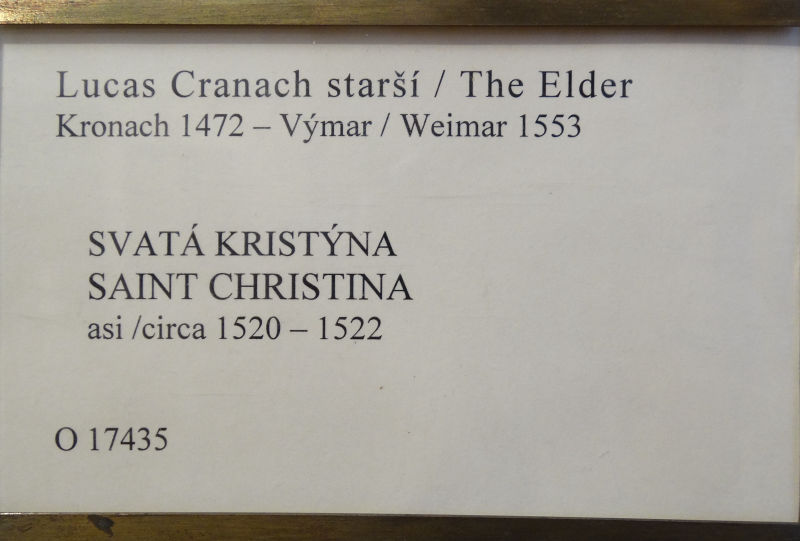 Lucas Cranach starší / The Elder
Kronach 1472 – Výmar / Weimar 1553
SVATÁ KRISTÝNA
SAINT CHRISTINA
asi /circa 1520 – 1522
O 17435